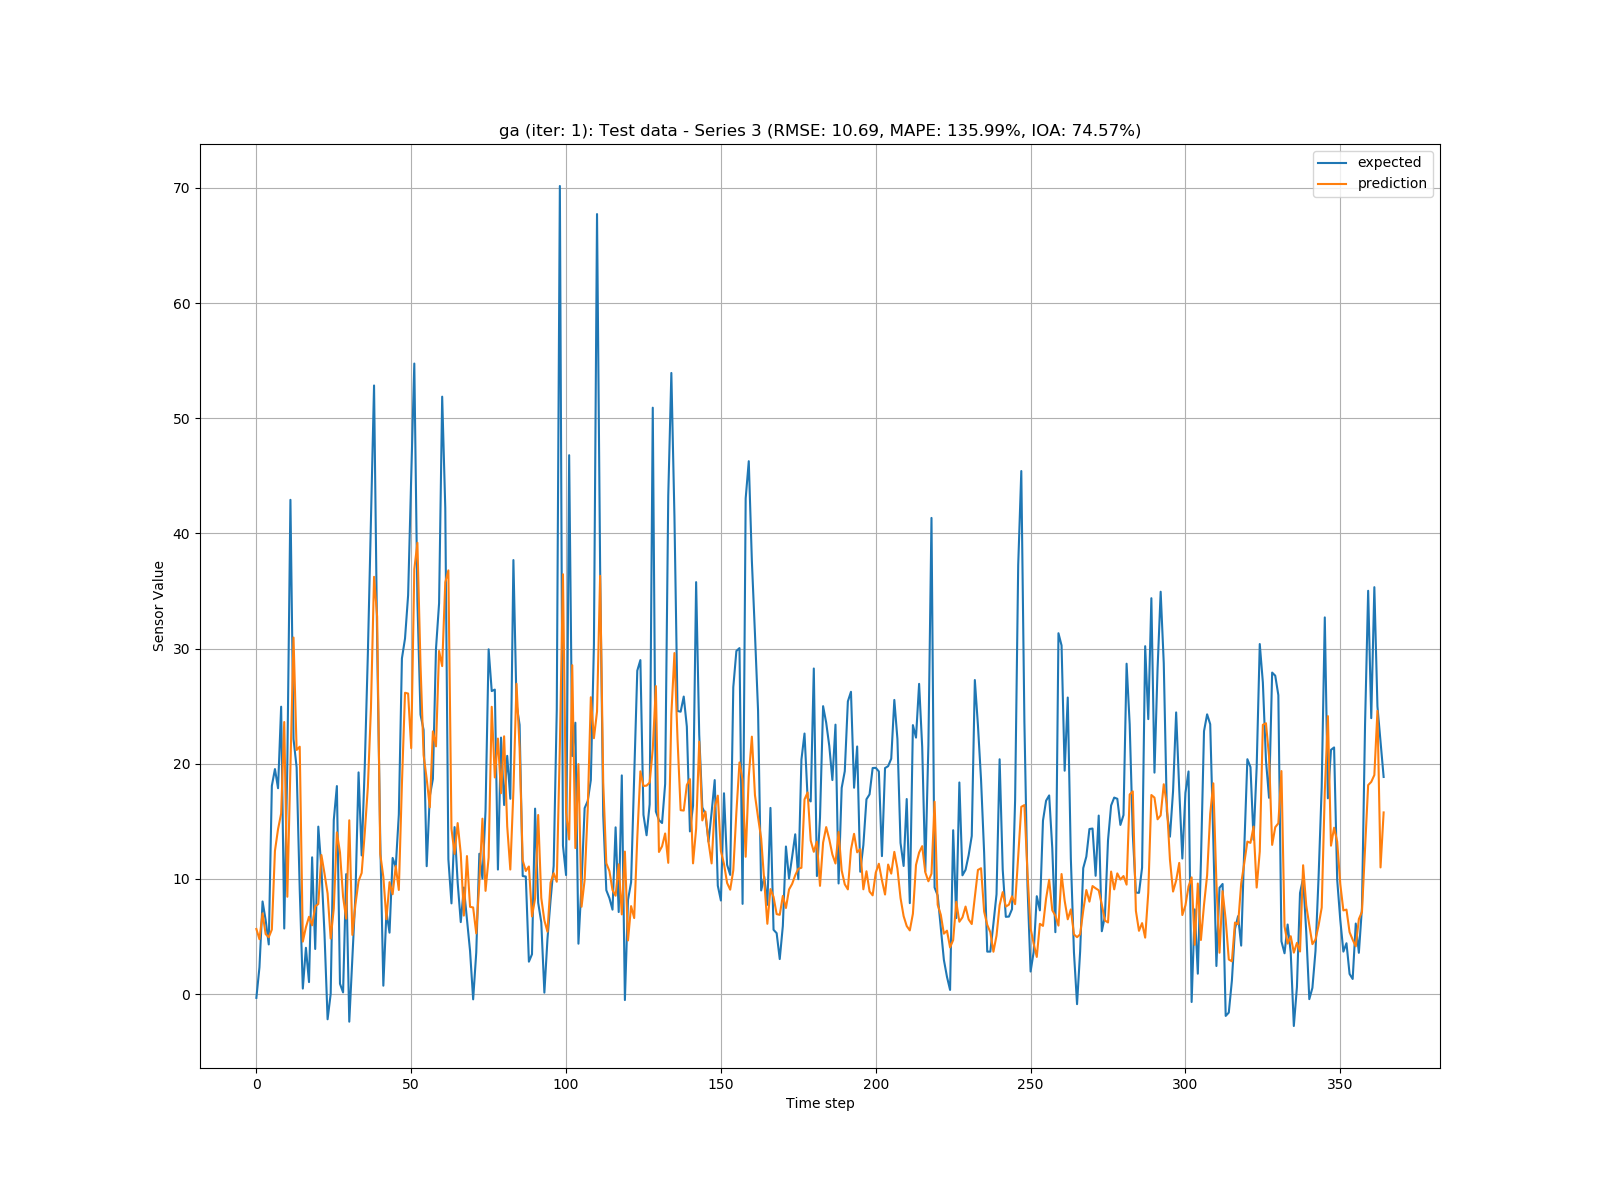 ga (iter: 1): Test data - Series 3 (RMSE: 10.69, MAPE: 135.99%, IOA: 74.57%)
expected
prediction
70
60
50
40
30
20
10
0
Sensor Value
0 50 100 150 200 250 300 350
Time step